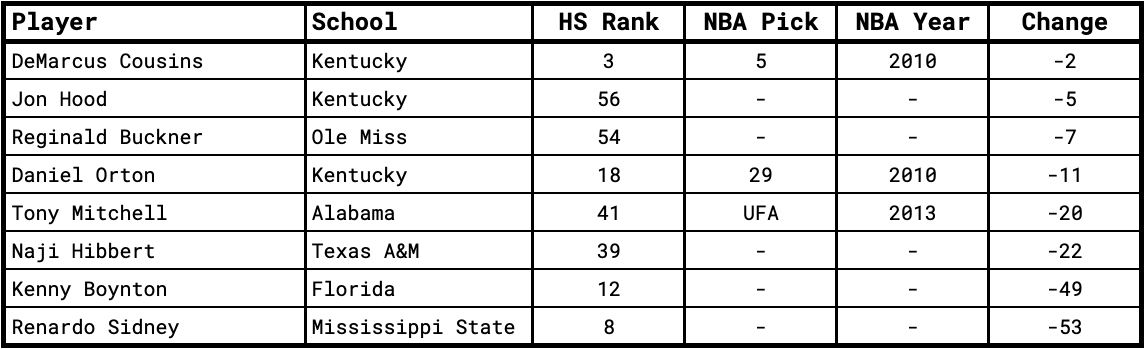 Player School HS Rank NBA Pick NBA Year Change
DeMarcus Cousins Kentucky 3 5 2010 -2
Jon Hood Kentucky 56 - - -5
Reginald Buckner Ole Miss 54 - - -7
Daniel Orton Kentucky 18 29 2010 -11
Tony Mitchell Alabama 41 UFA 2013 -20
Naji Hibbert Texas A&M 39 - - -22
Kenny Boynton Florida 12 - - -49
Renardo Sidney Mississippi State 8 - - -53